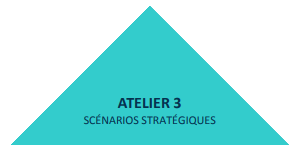 ATELIER 3
SCÉNARIOS STRATÉGIQUES